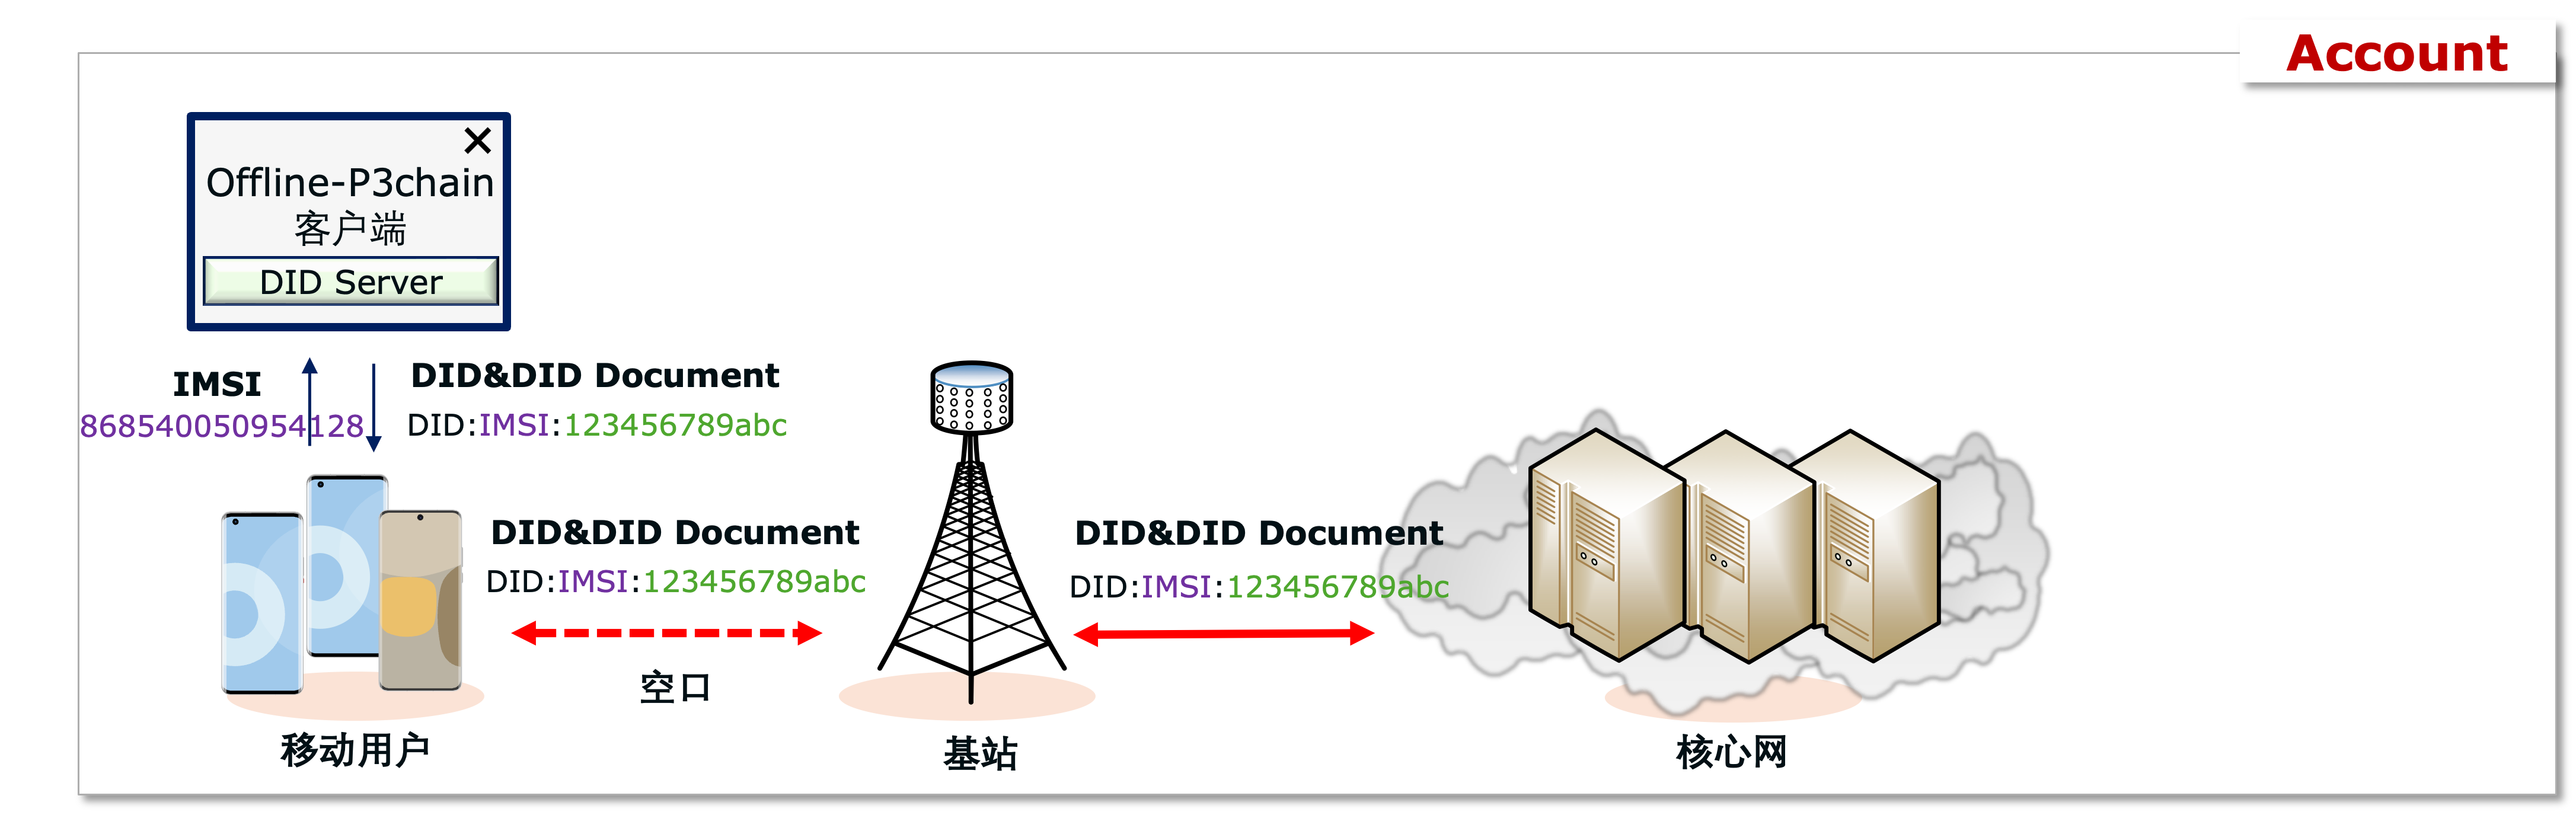 Account
×
Offline-P3chain
客户端
DID Server
IMSI
868540050954128
DID&DID Document
DID:IMSI:123456789abc
DID&DID Document
DID:IMSI:123456789abc
空口
DID&DID Document
DID:IMSI:123456789abc
移动用户
基站
核心网